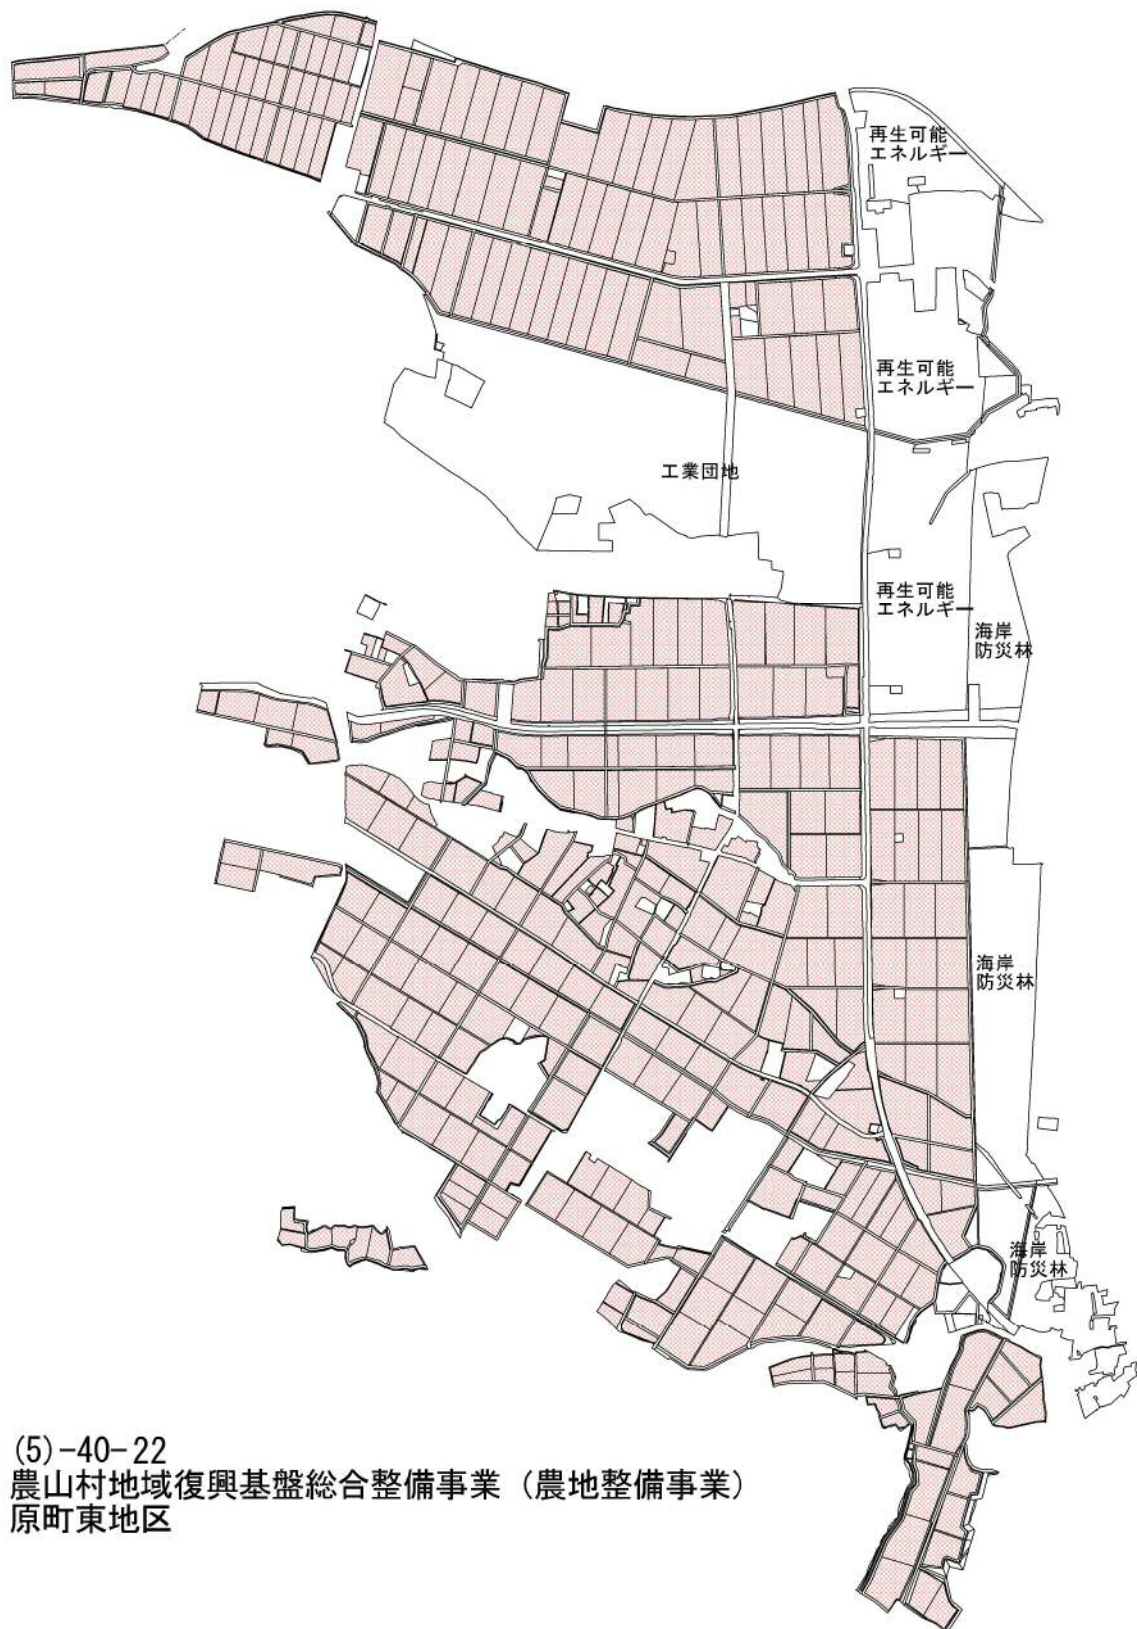 再生可能
エネルギー
再生可能
エネルギー
工業団地
再生可能
エネルギー
海岸
防災林
海岸
防災林
海岸
防災林
(5)-40-22
農山村地域復興基盤総合整備事業（農地整備事業）
原町東地区